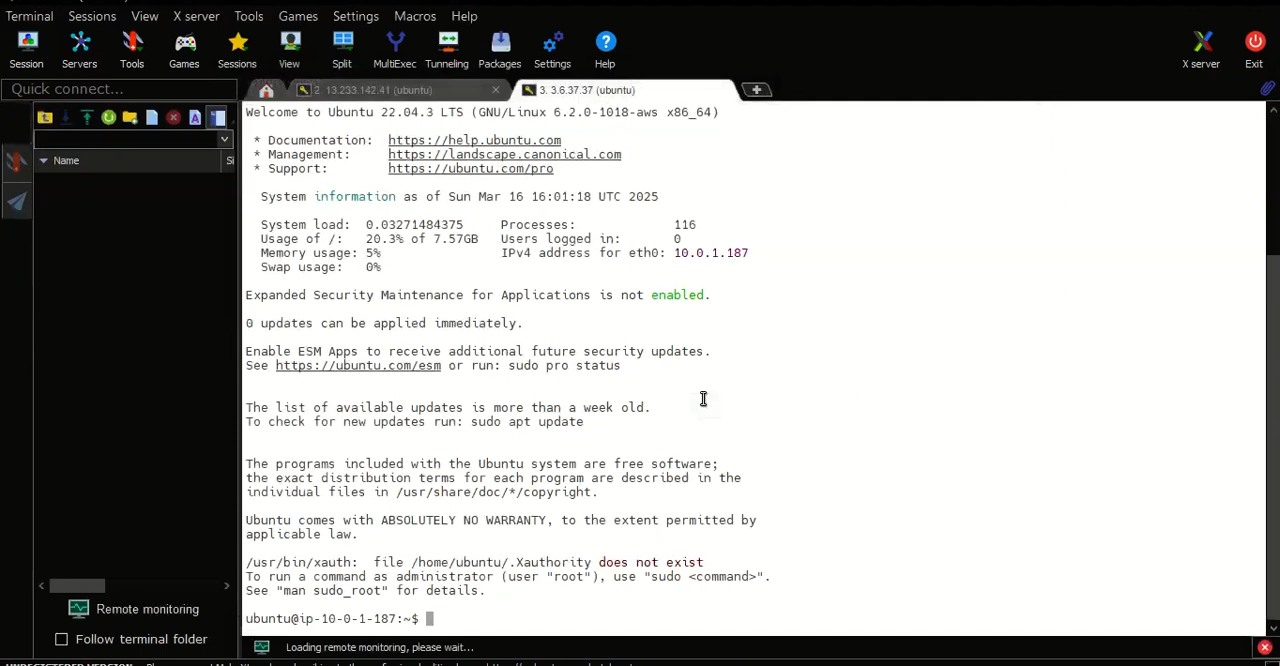 Terminal Sessions View X server Tools Games Settings Macros Help
Session Servers Tools Games Sessions View Split MultiExec Tunneling Packages Settings Help X server Exit
Quick connect...
2. 13.233.142.41 (ubuntu)
3. 3.6.37.37 (ubuntu)
Name
Si
Welcome to Ubuntu 22.04.3 LTS (GNU/Linux 6.2.0-1018-aws x86_64)
* Documentation: https://help.ubuntu.com
* Management: https://landscape.canonical.com
* Support: https://ubuntu.com/pro
System information as of Sun Mar 16 16:01:18 UTC 2025
System load: 0.03271484375 Processes: 116
Usage of /: 20.3% of 7.57GB Users logged in: 0
Memory usage: 5% IPv4 address for eth0: 10.0.1.187
Swap usage: 0%
Expanded Security Maintenance for Applications is not enabled.
0 updates can be applied immediately.
Enable ESM Apps to receive additional future security updates.
See https://ubuntu.com/esm or run: sudo pro status
The list of available updates is more than a week old.
To check for new updates run: sudo apt update
The programs included with the Ubuntu system are free software;
the exact distribution terms for each program are described in the
individual files in /usr/share/doc/*/copyright.
Ubuntu comes with ABSOLUTELY NO WARRANTY, to the extent permitted by
applicable law.
/usr/bin/xauth: file /home/ubuntu/.Xauthority does not exist
To run a command as administrator (user "root"), use "sudo <command>".
See "man sudo_root" for details.
ubuntu@ip-10-0-1-187:~$
Remote monitoring
Follow terminal folder
Loading remote monitoring, please wait...